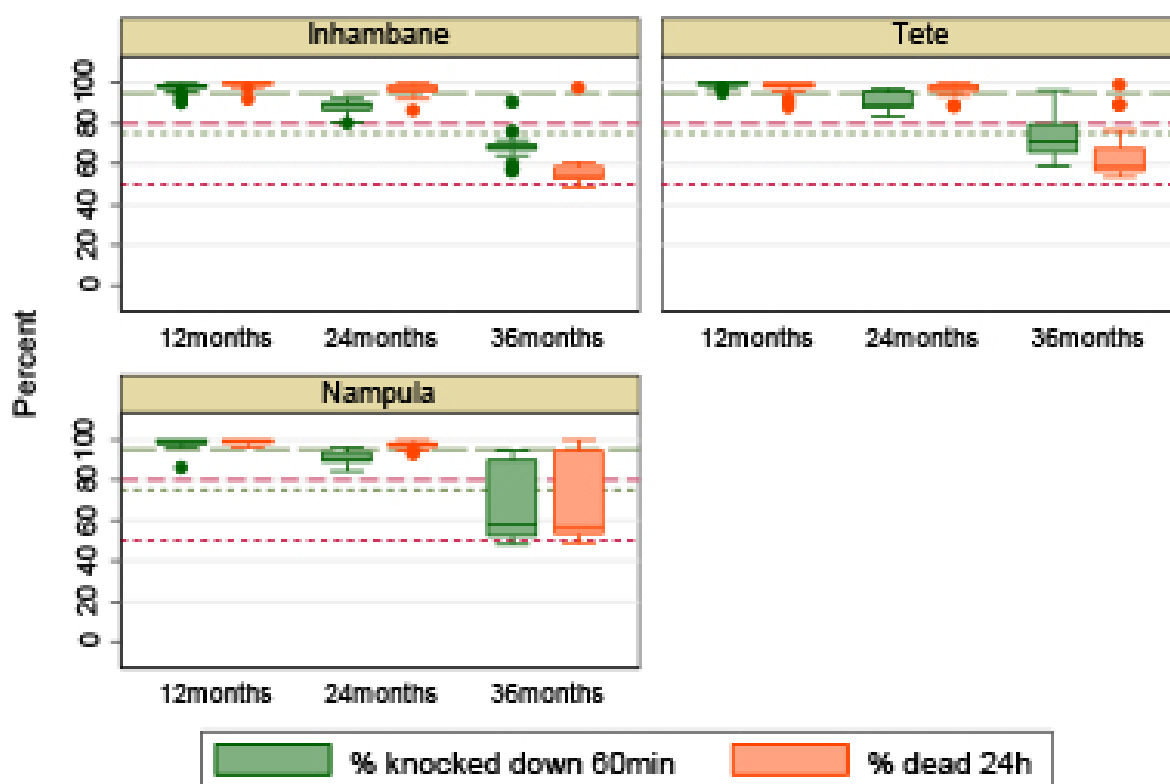 Inhambane
Tete
100
80
60
40
20
0
12months 24months 36months
12months 24months 36months
Percent
Nampula
100
80
60
40
20
0
12months 24months 36months
% knocked down 60min
% dead 24h